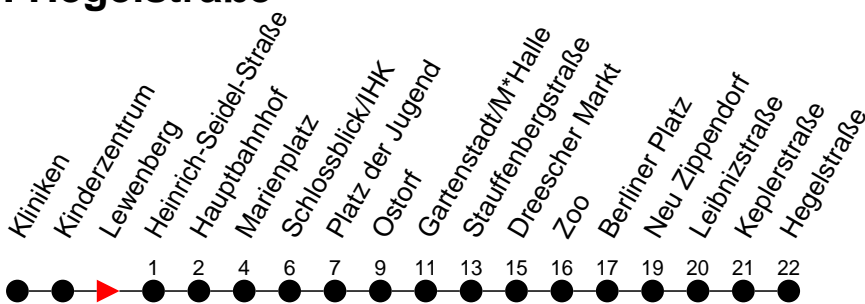 Kliniken
Kinderzentrum
Lewenberg
Heinrich-Seidel-Straße
Hauptbahnhof
Marienplatz
Schlossblick/IHK
Platz der Jugend
Ostorf
Gartenstadt/M*Halle
Stauffenbergstraße
Dreescher Markt
Zoo
Berliner Platz
Neu Zippendorf
Leibnizstraße
Keplerstraße
Hegelstraße
1 2 4 6 7 9 11 13 15 16 17 19 20 21 22